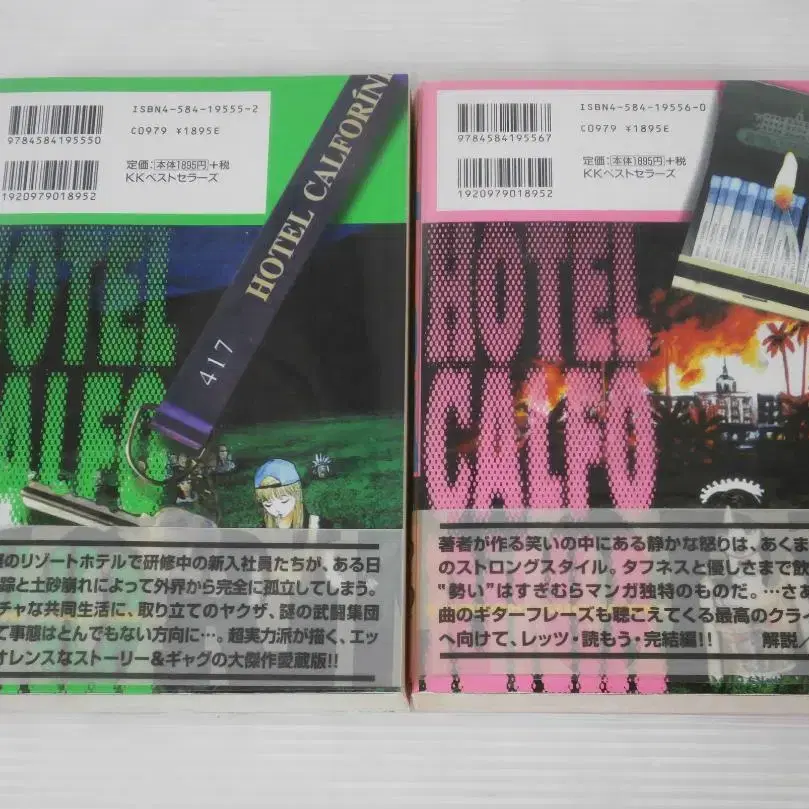 ISBN4-584-19555-2
C0979 ¥1895E
9784584195550
定価:本体1895円+税
KKベストセラーズ
1920979018952
HOTEL CALFORINI
417
HOTEL
CALFO
のリゾートホテルで研修中の新入社員たちが、ある日
踪と土砂崩れによって外界から完全に孤立してしまう。
チャな共同生活に、取り立てのヤクザ、謎の武闘集団
て事態はとんでもない方向に…。超実力派が描く、エッ
オレンスなストーリー&ギャグの大傑作愛蔵版!!
ISBN4-584-19556-0
C0979 ¥1895E
9784584195567
定価:本体1895円+税
KKベストセラーズ
1920979018952
HOTEL
CALFO
著者が作る笑いの中にある静かな怒りは、あくま
のストロングスタイル。タフネスと優しさまで飲
"勢い"はすぎむらマンガ独特のものだ。…さあ
曲のギターフレーズも聴こえてくる最高のクライ
へ向けて、レッツ・読もう・完結編!! 解説/